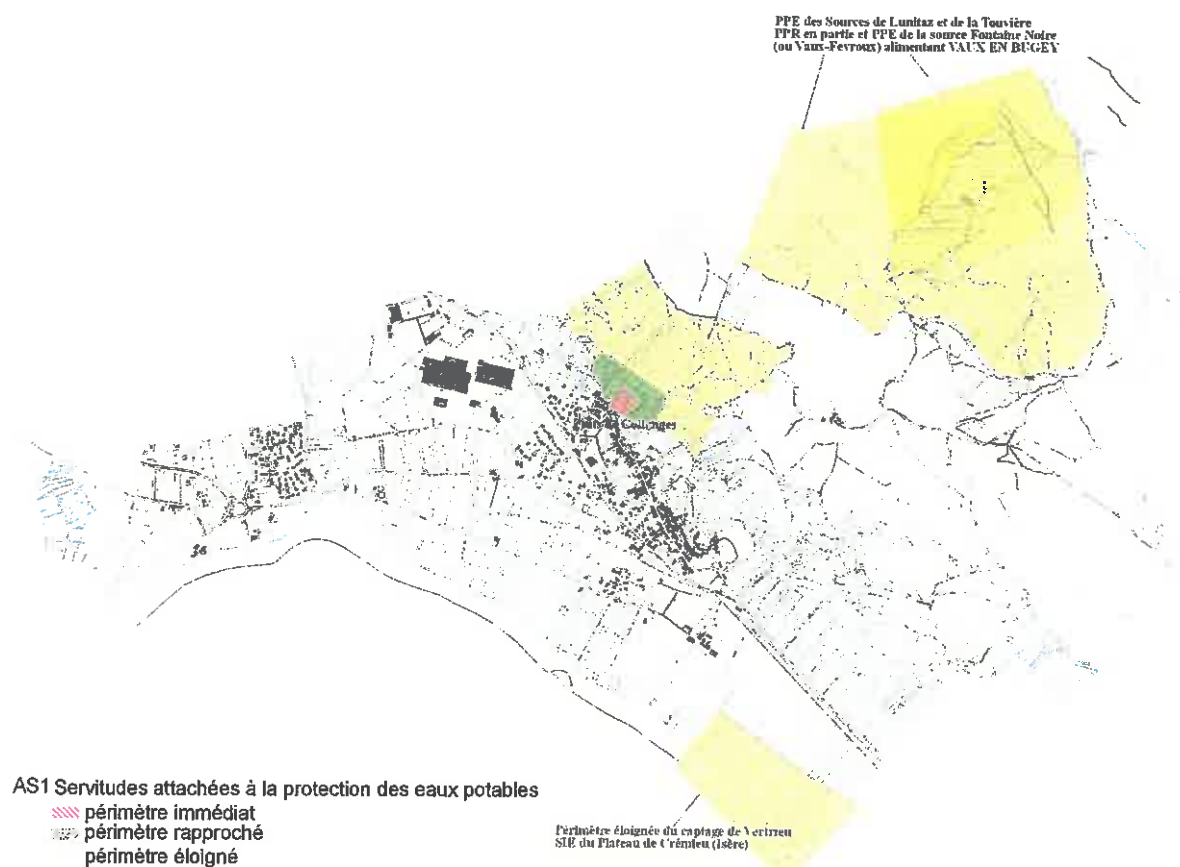 PPE des Sources de Lunitaz et de la Touvière
PPR en partie et PPE de la source Fontaine Noire
(ou Vaux-Fevroux) alimentant VAUX EN BUGEY
Collonges
AS1 Servitudes attachées à la protection des eaux potables
périmètre immédiat
périmètre rapproché
périmètre éloigné
Périmètre éloignée du captage de Vertrieu
SIE du Plateau de Crémieu (Isère)